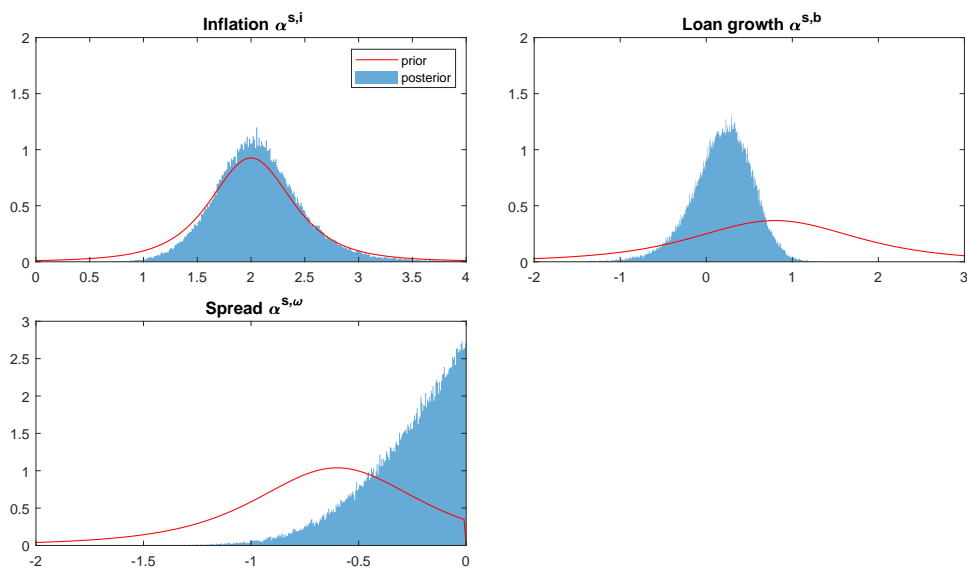 Inflation α^s,i
2
1.5
1
0.5
0
0 0.5 1 1.5 2 2.5 3 3.5 4
prior
posterior
Loan growth α^s,b
2
1.5
1
0.5
0
-2 -1 0 1 2 3
Spread α^s,ω
3
2.5
2
1.5
1
0.5
0
-2 -1.5 -1 -0.5 0